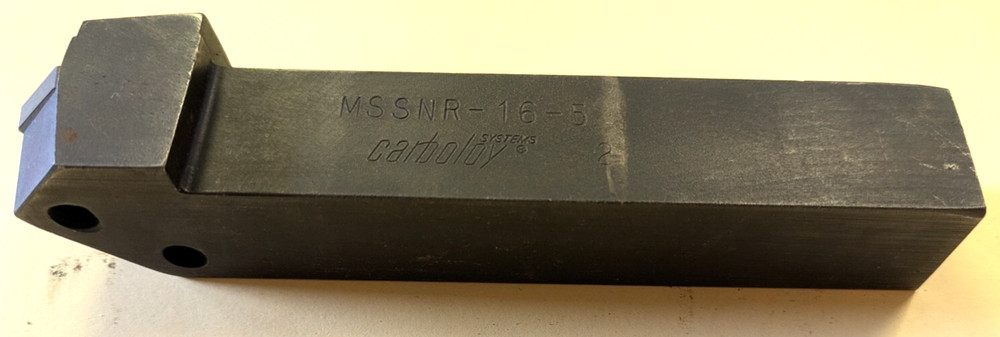 MSSNR-16-5
carboloy SYSTEMS ®
2